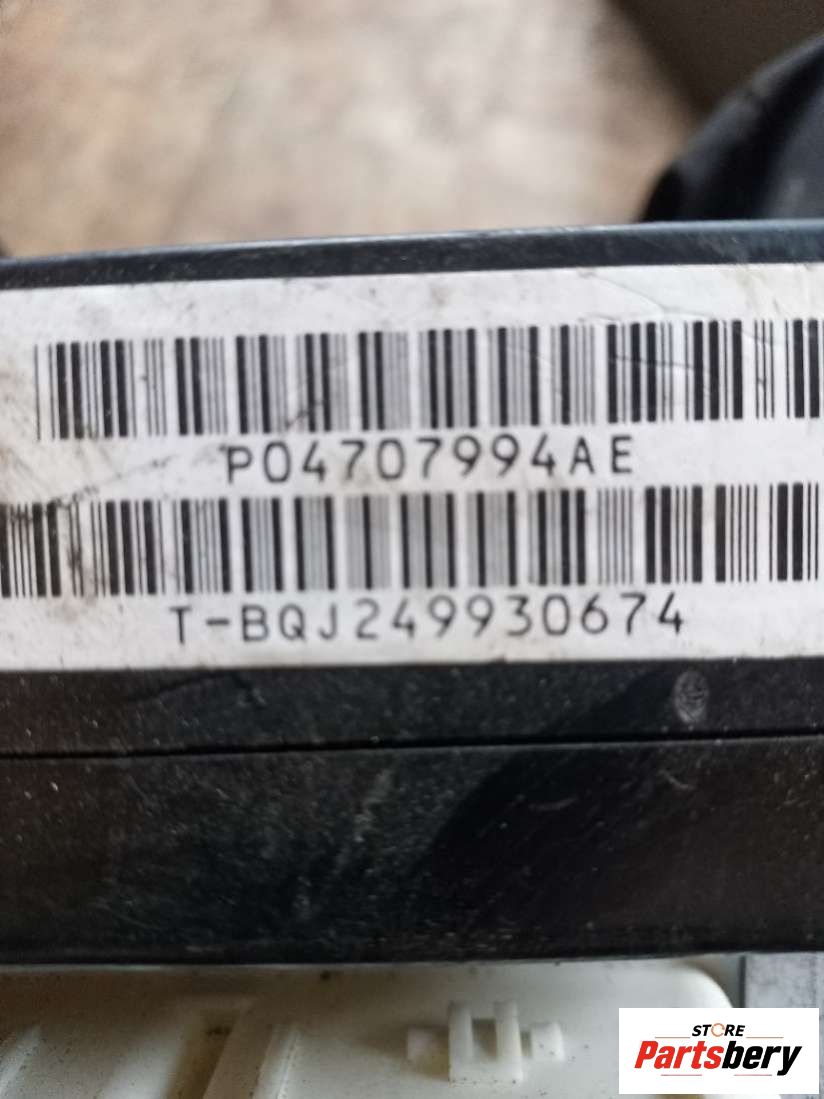 P04707994AE
T-BQJ249930674
STORE
Partsbery